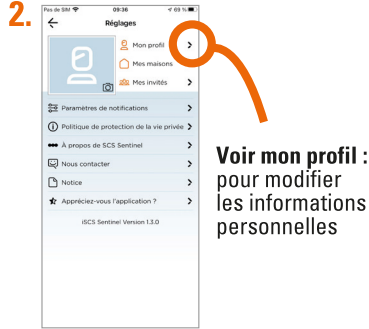 2.
Pas de SIM 09:36 69 %
Réglages
Mon profil
Mes maisons
Mes invités
Paramètres de notifications
Politique de protection de la vie privée
À propos de SCS Sentinel
Nous contacter
Notice
Appréciez-vous l'application ?
iSCS Sentinel Version 1.3.0
Voir mon profil :
pour modifier
les informations
personnelles